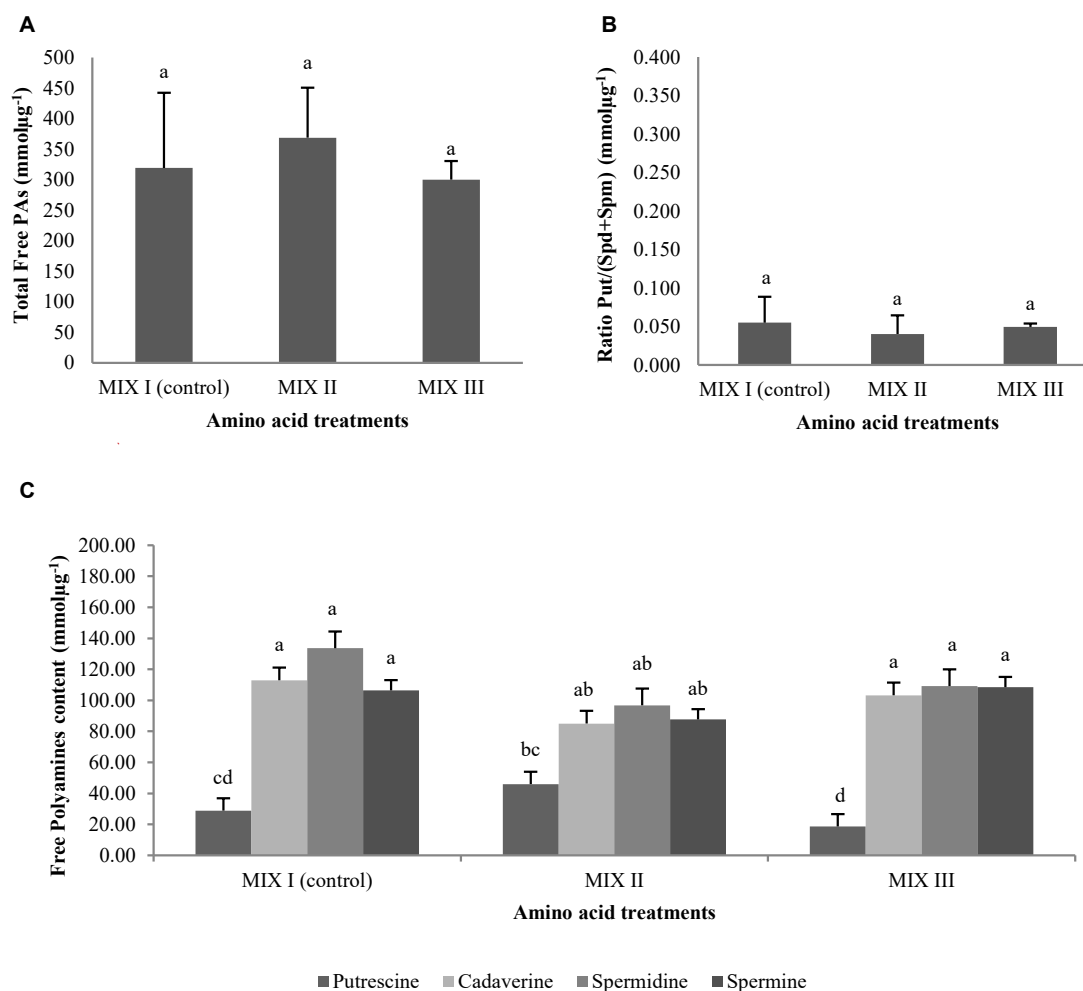 A
Total Free PAs (mmolµg⁻¹)
500
450
400
350
300
250
200
150
100
50
0
a
a
a
MIX I (control)
MIX II
MIX III
Amino acid treatments
B
Ratio Put/(Spd+Spm) (mmolµg⁻¹)
0.400
0.350
0.300
0.250
0.200
0.150
0.100
0.050
0.000
a
a
a
MIX I (control)
MIX II
MIX III
Amino acid treatments
C
Free Polyamines content (mmolµg⁻¹)
200.00
180.00
160.00
140.00
120.00
100.00
80.00
60.00
40.00
20.00
0.00
cd
a
a
a
bc
ab
ab
ab
d
a
a
a
MIX I (control)
MIX II
MIX III
Amino acid treatments
Putrescine
Cadaverine
Spermidine
Spermine